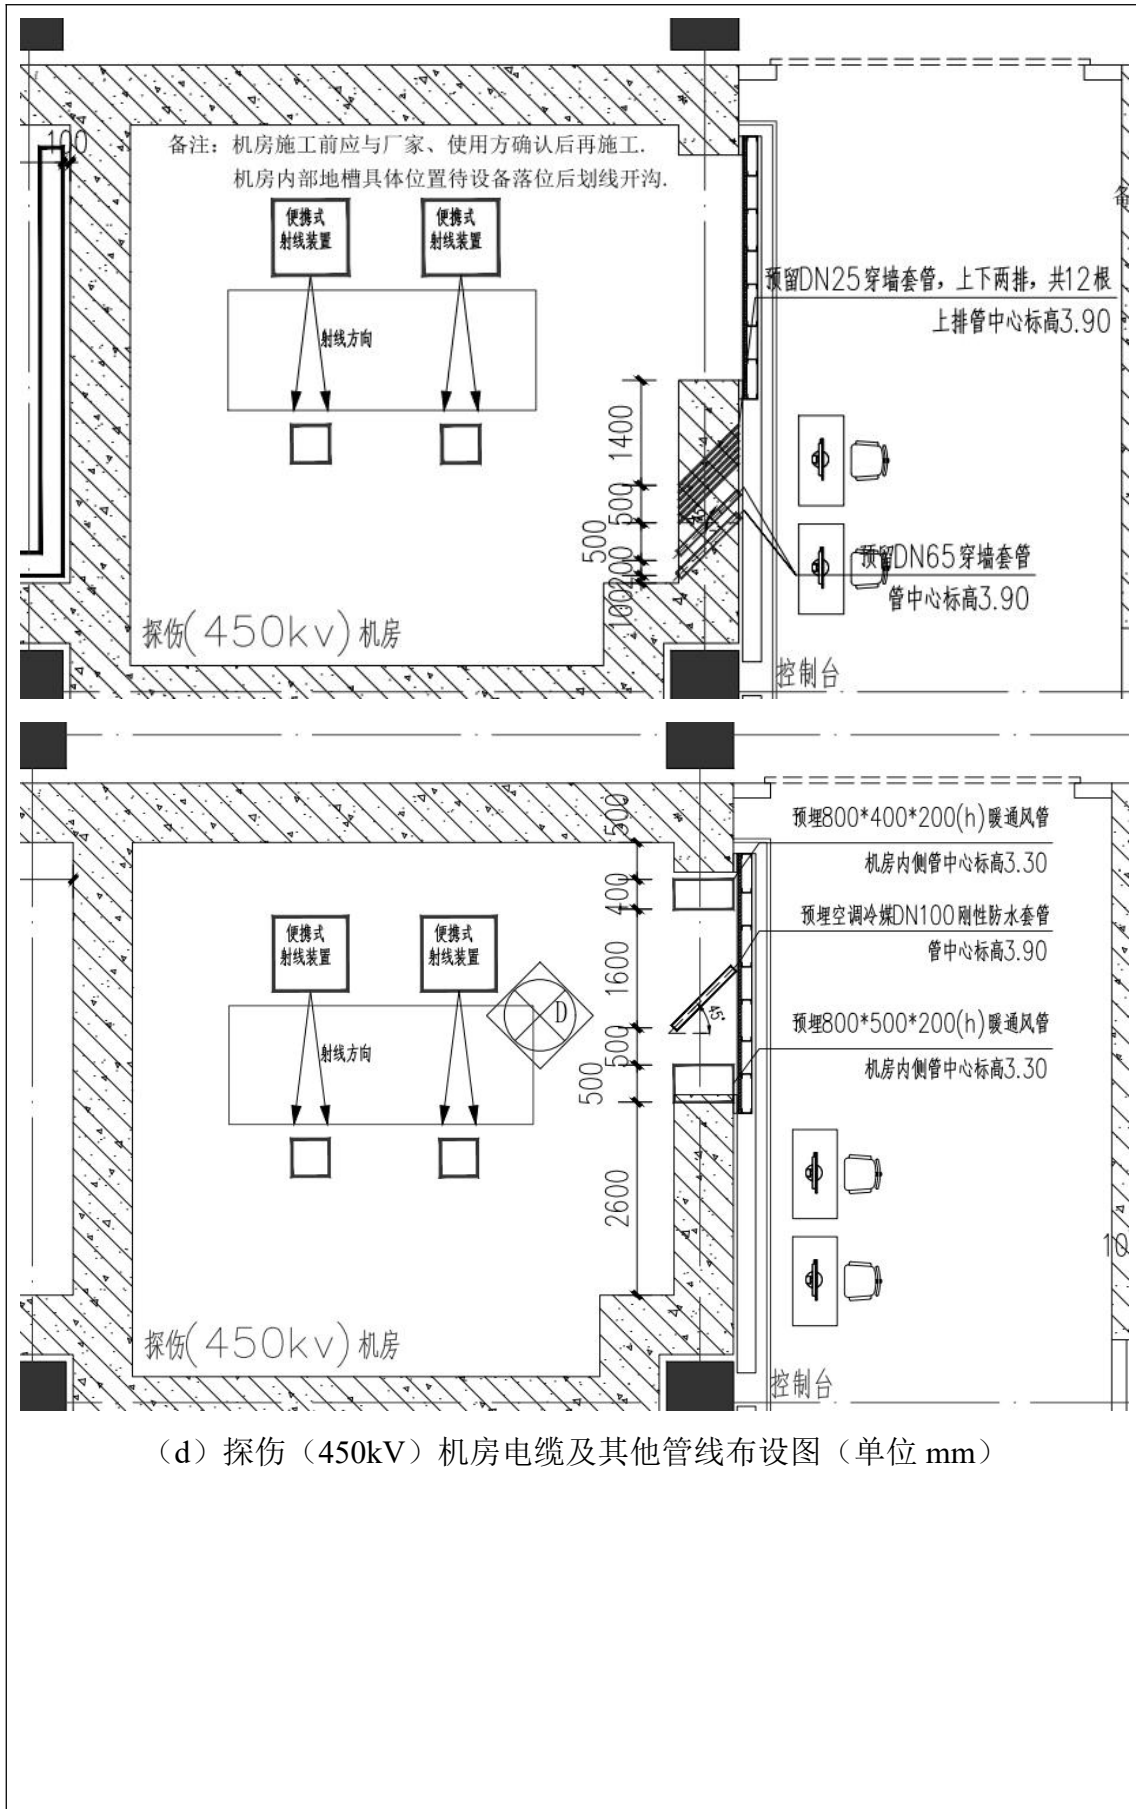 100
备注：机房施工前应与厂家、使用方确认后再施工.
机房内部地槽具体位置待设备落位后划线开沟.
备
便携式
射线装置
便携式
射线装置
预留DN25穿墙套管，上下两排，共12根
上排管中心标高3.90
射线方向
1400
500
500
200
100
45°
预留DN65穿墙套管
管中心标高3.90
探伤(450kv)机房
控制台
500
预埋800*400*200(h)暖通风管
机房内侧管中心标高3.30
400
预埋空调冷媒DN100刚性防水套管
管中心标高3.90
便携式
射线装置
便携式
射线装置
1600
D
45°
预埋800*500*200(h)暖通风管
机房内侧管中心标高3.30
射线方向
500
500
2600
10
探伤(450kv)机房
控制台
（d）探伤（450kV）机房电缆及其他管线布设图（单位 mm）